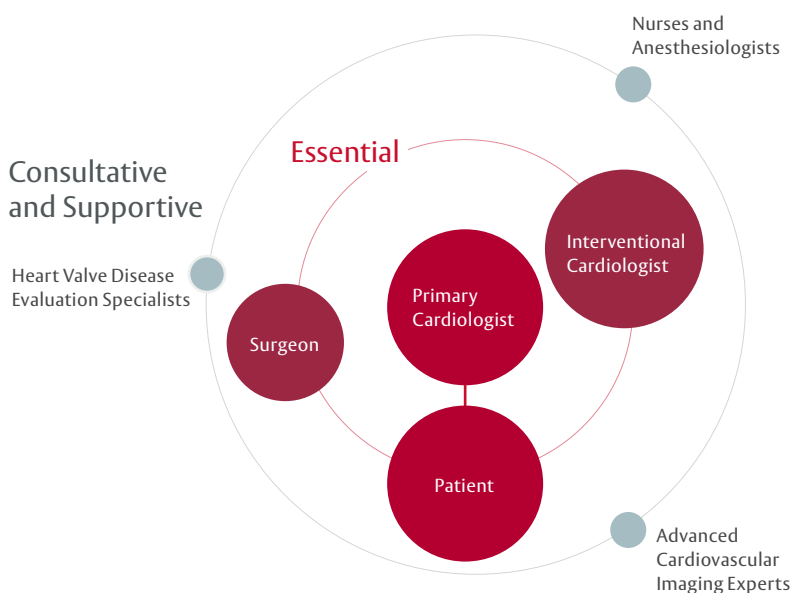 Nurses and
Anesthesiologists
Essential
Consultative
and Supportive
Interventional
Cardiologist
Heart Valve Disease
Evaluation Specialists
Primary
Cardiologist
Surgeon
Patient
Advanced
Cardiovascular
Imaging Experts